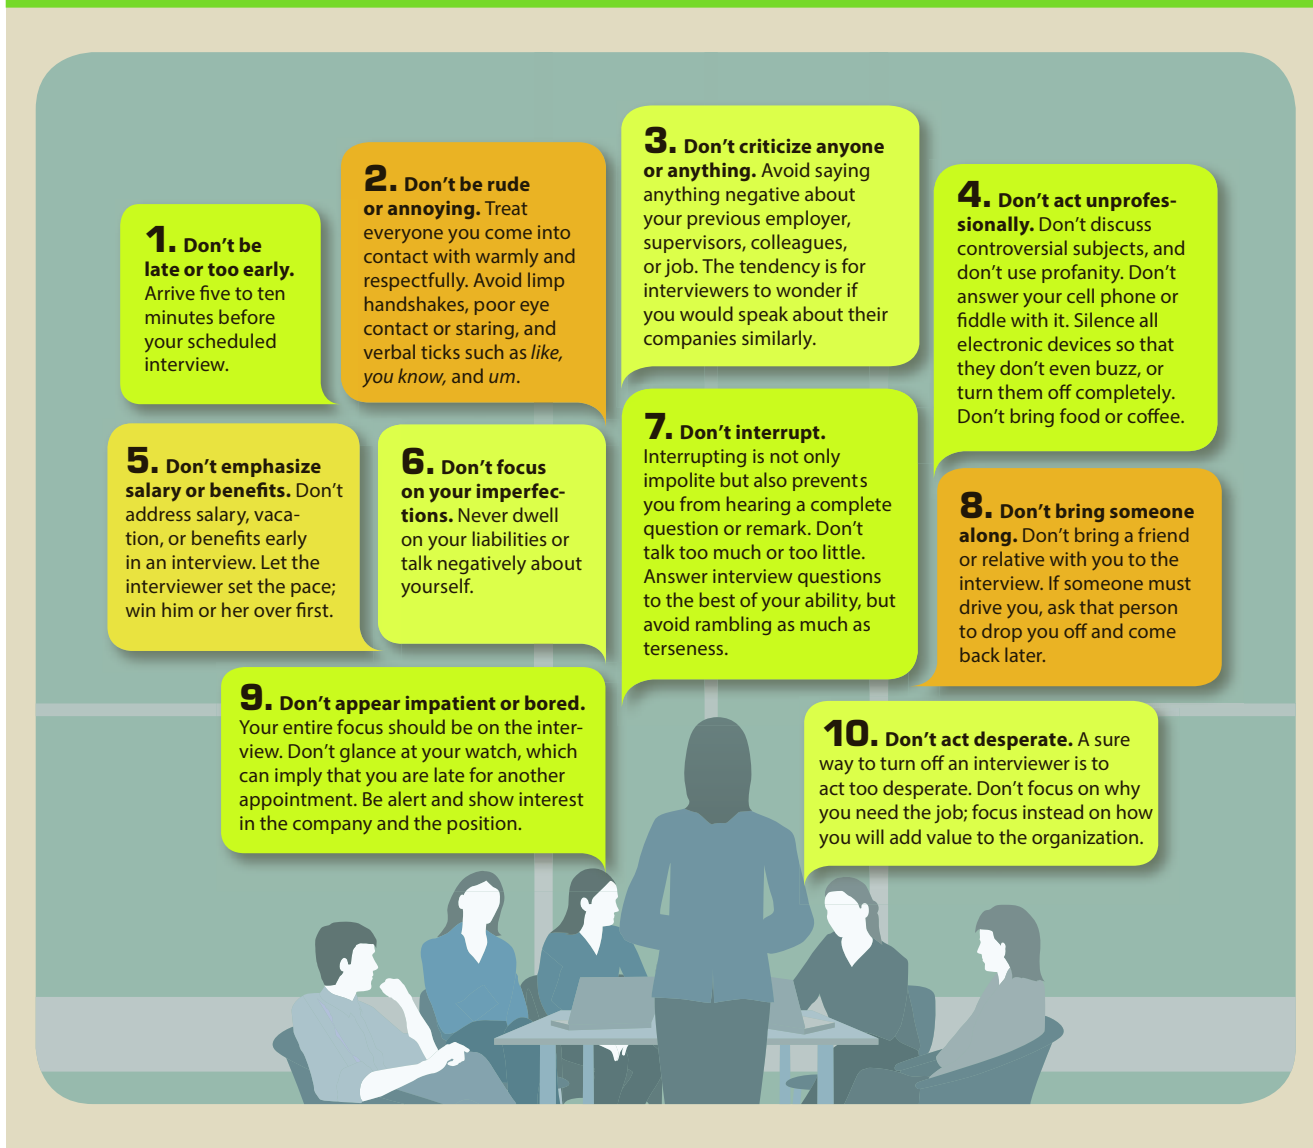 1. Don't be
late or too early.
Arrive five to ten
minutes before
your scheduled
interview.
2. Don't be rude
or annoying. Treat
everyone you come into
contact with warmly and
respectfully. Avoid limp
handshakes, poor eye
contact or staring, and
verbal ticks such as like,
you know, and um.
3. Don't criticize anyone
or anything. Avoid saying
anything negative about
your previous employer,
supervisors, colleagues,
or job. The tendency is for
interviewers to wonder if
you would speak about their
companies similarly.
4. Don't act unprofes-
sionally. Don't discuss
controversial subjects, and
don't use profanity. Don't
answer your cell phone or
fiddle with it. Silence all
electronic devices so that
they don't even buzz, or
turn them off completely.
Don't bring food or coffee.
5. Don't emphasize
salary or benefits. Don't
address salary, vaca-
tion, or benefits early
in an interview. Let the
interviewer set the pace;
win him or her over first.
6. Don't focus
on your imperfec-
tions. Never dwell
on your liabilities or
talk negatively about
yourself.
7. Don't interrupt.
Interrupting is not only
impolite but also prevents
you from hearing a complete
question or remark. Don't
talk too much or too little.
Answer interview questions
to the best of your ability, but
avoid rambling as much as
terseness.
8. Don't bring someone
along. Don't bring a friend
or relative with you to the
interview. If someone must
drive you, ask that person
to drop you off and come
back later.
9. Don't appear impatient or bored.
Your entire focus should be on the inter-
view. Don't glance at your watch, which
can imply that you are late for another
appointment. Be alert and show interest
in the company and the position.
10. Don't act desperate. A sure
way to turn off an interviewer is to
act too desperate. Don't focus on why
you need the job; focus instead on how
you will add value to the organization.